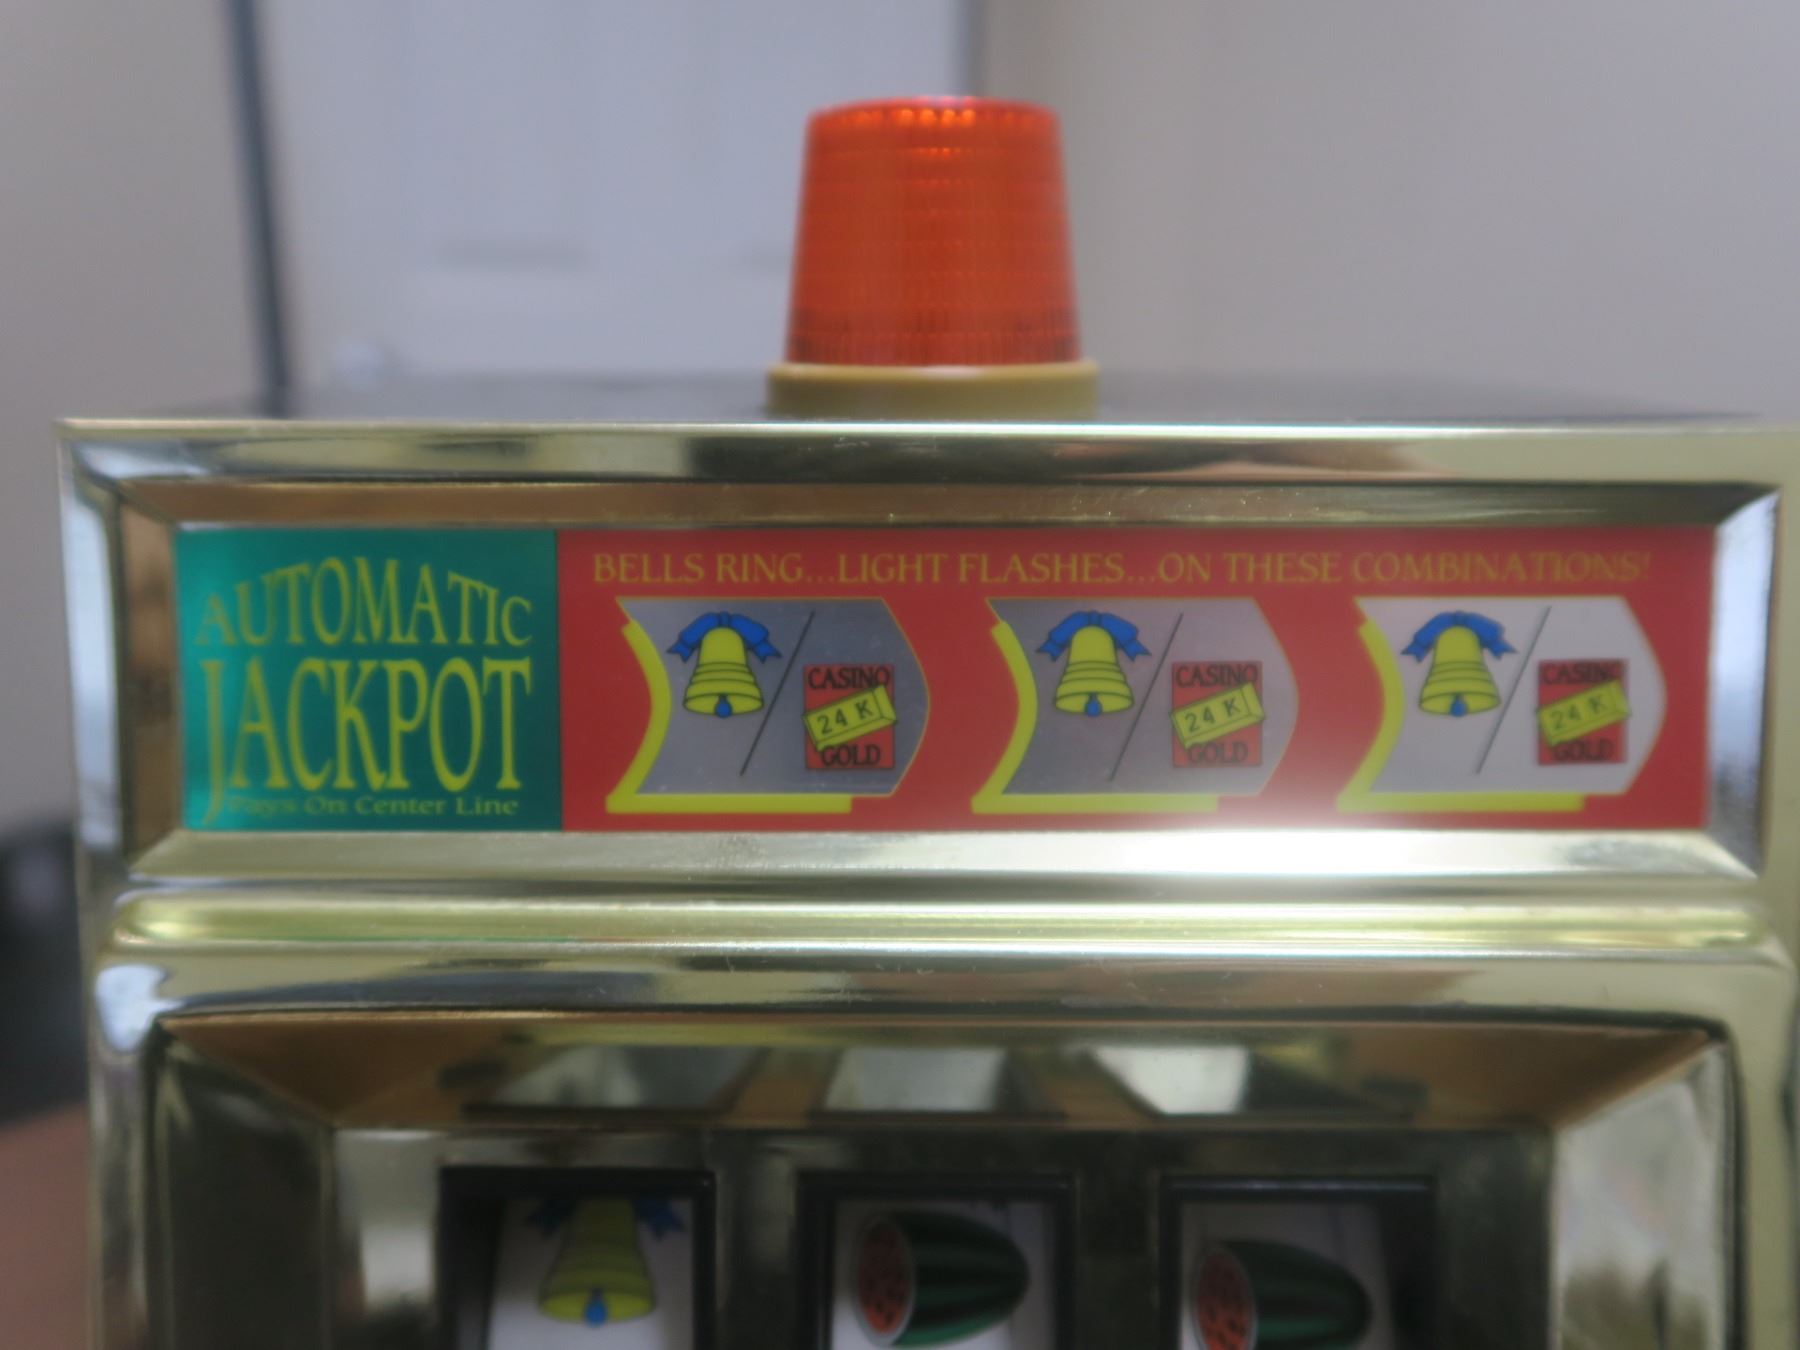 AUTOMATIC
JACKPOT
Pays On Center Line
BELLS RING...LIGHT FLASHES...ON THESE COMBINATIONS!
CASINO
24 K
GOLD
CASINO
24 K
GOLD
CASINO
24 K
GOLD